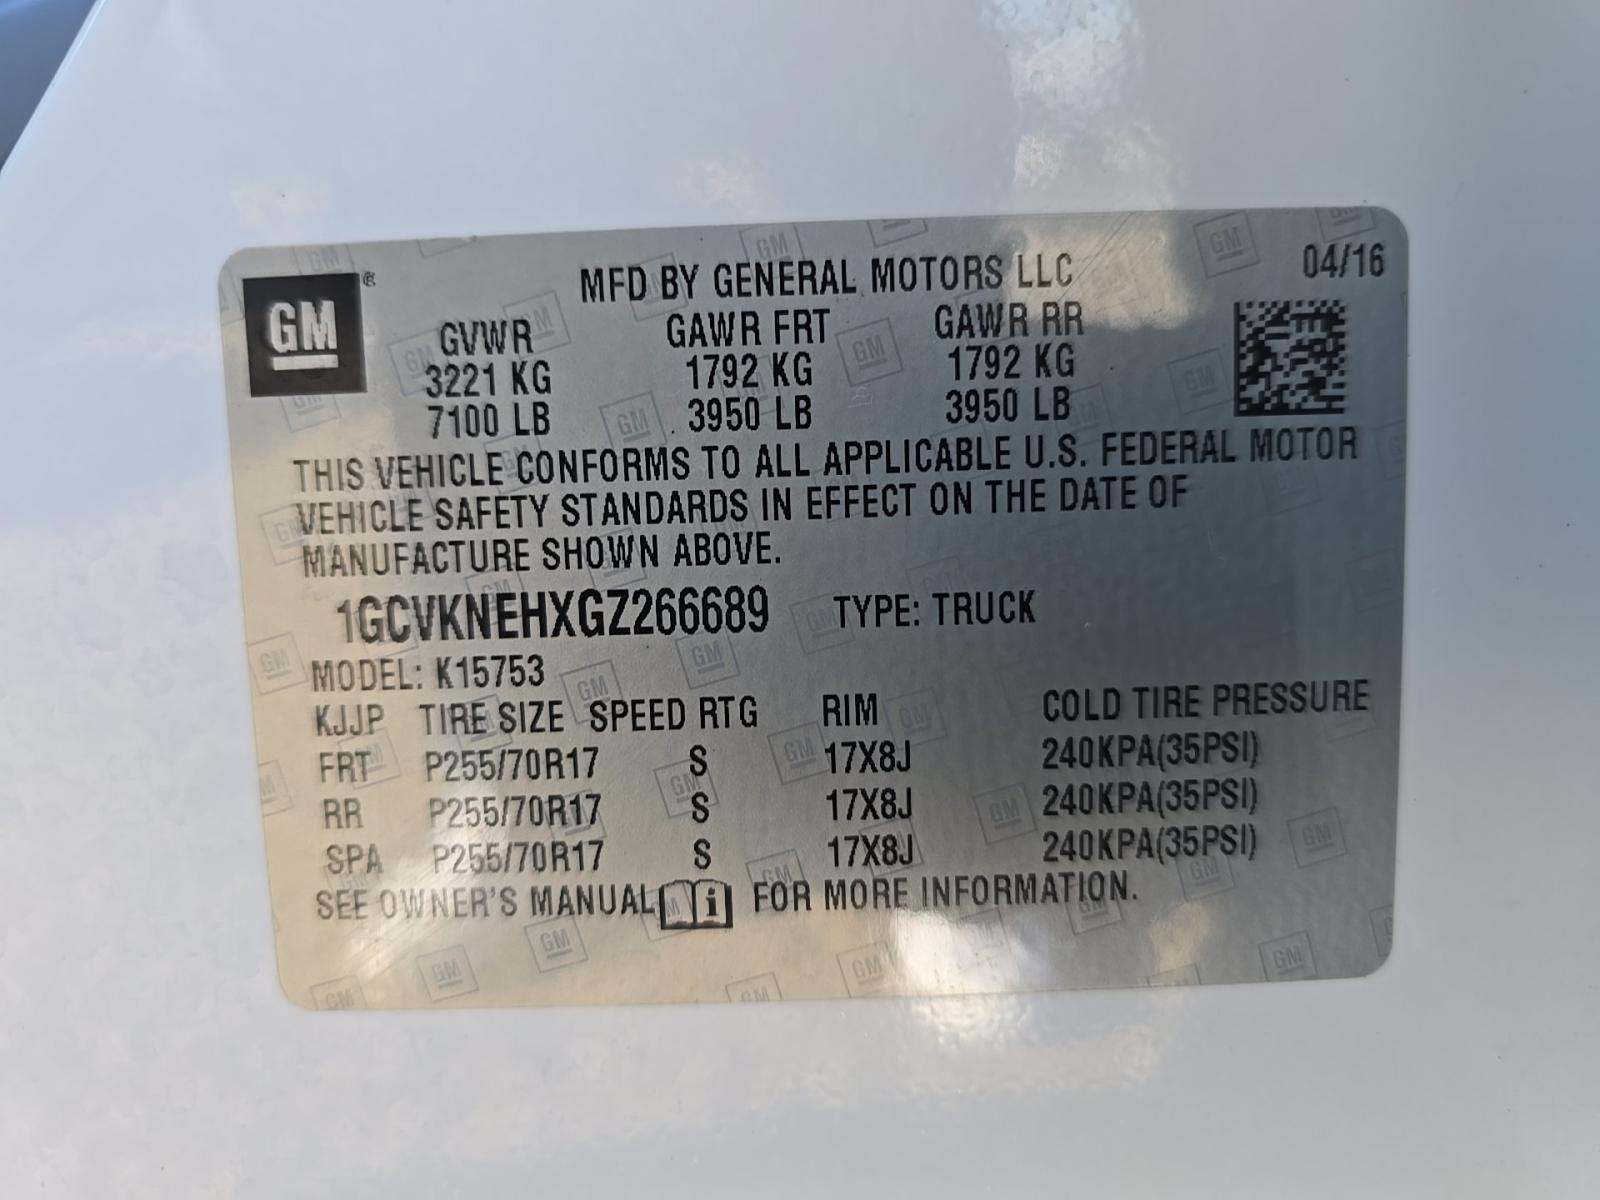 GM®
MFD BY GENERAL MOTORS LLC 04/16
GVWR GAWR FRT GAWR RR
3221 KG 1792 KG 1792 KG
7100 LB 3950 LB 3950 LB
THIS VEHICLE CONFORMS TO ALL APPLICABLE U.S. FEDERAL MOTOR
VEHICLE SAFETY STANDARDS IN EFFECT ON THE DATE OF
MANUFACTURE SHOWN ABOVE.
1GCVKNEHXGZ266689 TYPE: TRUCK
MODEL: K15753
KJJP TIRE SIZE SPEED RTG RIM COLD TIRE PRESSURE
FRT P255/70R17 S 17X8J 240KPA(35PSI)
RR P255/70R17 S 17X8J 240KPA(35PSI)
SPA P255/70R17 S 17X8J 240KPA(35PSI)
SEE OWNER'S MANUAL i FOR MORE INFORMATION.